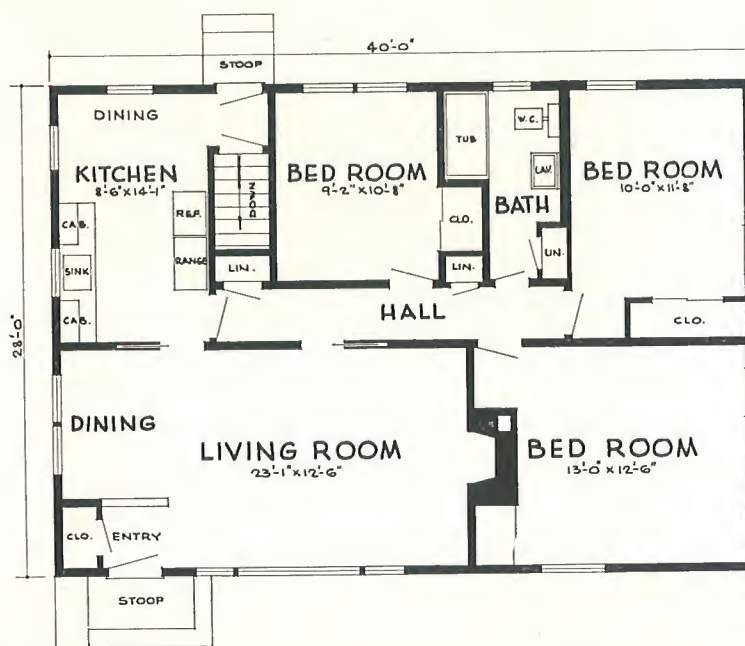 STOOP
40'-0"
DINING
KITCHEN
8'-6"X14'-1"
REF.
RANGE
CAB.
SINK
CAB.
DOWN
LIN.
BED ROOM
9'-2"X10'-8"
CLO.
LIN.
TUB
W.C.
LAV.
BATH
LIN.
BED ROOM
10'-0"X11'-8"
CLO.
HALL
28'-0"
DINING
LIVING ROOM
23'-1"X12'-6"
BED ROOM
13'-0"X12'-6"
CLO.
ENTRY
STOOP